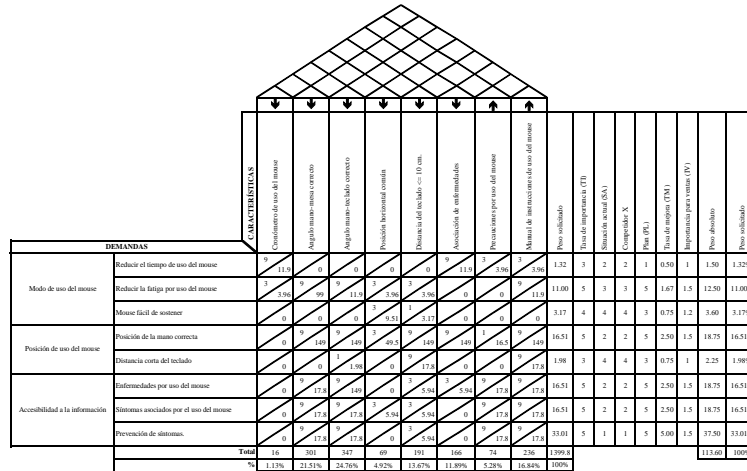 CARACTERÍSTICAS
Cronómetro de uso del mouse
Angulo mano-mesa correcto
Angulo mano-teclado correcto
Posición horizontal común
Distancia del teclado <= 10 cm.
Asociación de enfermedades
Precauciones por uso del mouse
Manual de instrucciones de uso del mouse
Peso solicitado
Tasa de importancia (TI)
Situación actual (SA)
Competidor X
Plan (PL)
Tasa de mejora (TM)
Importancia para ventas (IV)
Peso absoluto
Peso solicitado
DEMANDAS
Modo de uso del mouse
Reducir el tiempo de uso del mouse 9 11.9 0 0 0 0 9 11.9 3 3.96 3 3.96 1.32 3 2 2 1 0.50 1 1.50 1.32%
Reducir la fatiga por uso del mouse 3 3.96 9 99 9 11.9 3 3.96 3 3.96 0 0 9 11.9 11.00 5 3 3 5 1.67 1.5 12.50 11.00
Mouse fácil de sostener 0 0 0 3 9.51 1 3.17 0 0 0 3.17 4 4 4 3 0.75 1.2 3.60 3.17%
Posición de uso del mouse
Posición de la mano correcta 0 9 149 9 149 3 49.5 9 149 9 149 1 16.5 9 149 16.51 5 2 2 5 2.50 1.5 18.75 16.51
Distancia corta del teclado 0 0 1 1.98 0 9 17.8 0 0 9 17.8 1.98 3 4 4 3 0.75 1 2.25 1.98%
Accesibilidad a la información
Enfermedades por uso del mouse 0 9 17.8 9 149 0 3 5.94 3 5.94 9 17.8 9 17.8 16.51 5 2 2 5 2.50 1.5 18.75 16.51
Síntomas asociados por el uso del mouse 0 9 17.8 9 17.8 3 5.94 3 5.94 0 9 17.8 9 17.8 16.51 5 2 2 5 2.50 1.5 18.75 16.51
Prevención de síntomas. 0 9 17.8 9 17.8 0 3 5.94 0 9 17.8 9 17.8 33.01 5 1 1 5 5.00 1.5 37.50 33.01
Total 16 301 347 69 191 166 74 236 1399.8 113.60 100%
% 1.13% 21.51% 24.76% 4.92% 13.67% 11.89% 5.28% 16.84% 100%